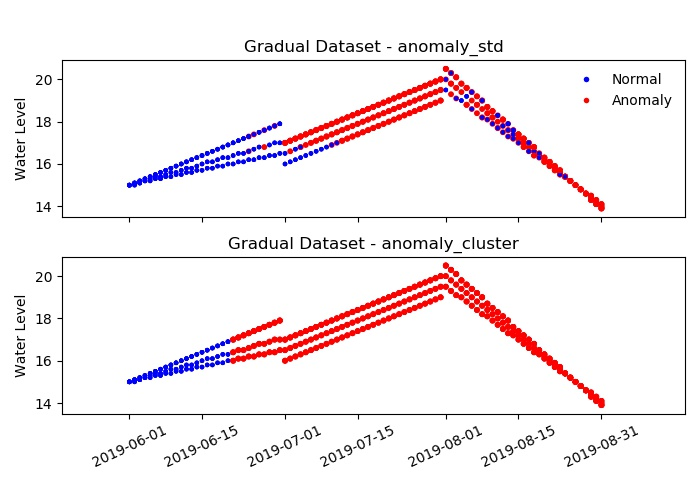 Gradual Dataset - anomaly_std
20
18
16
14
Water Level
Normal
Anomaly
Gradual Dataset - anomaly_cluster
20
18
16
14
Water Level
2019-06-01
2019-06-15
2019-07-01
2019-07-15
2019-08-01
2019-08-15
2019-08-31